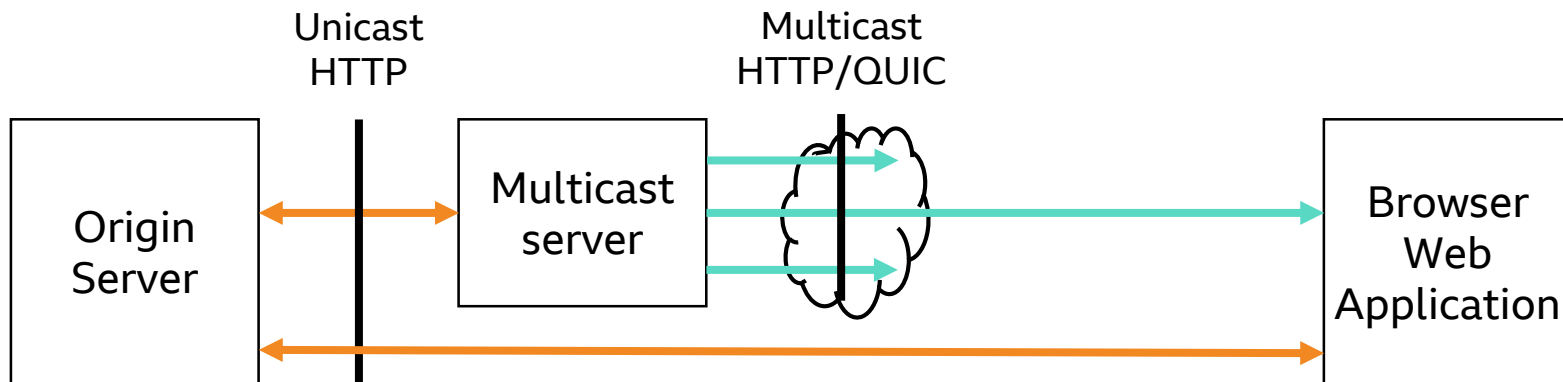 Unicast
HTTP
Multicast
HTTP/QUIC
Origin
Server
Multicast
server
Browser
Web
Application